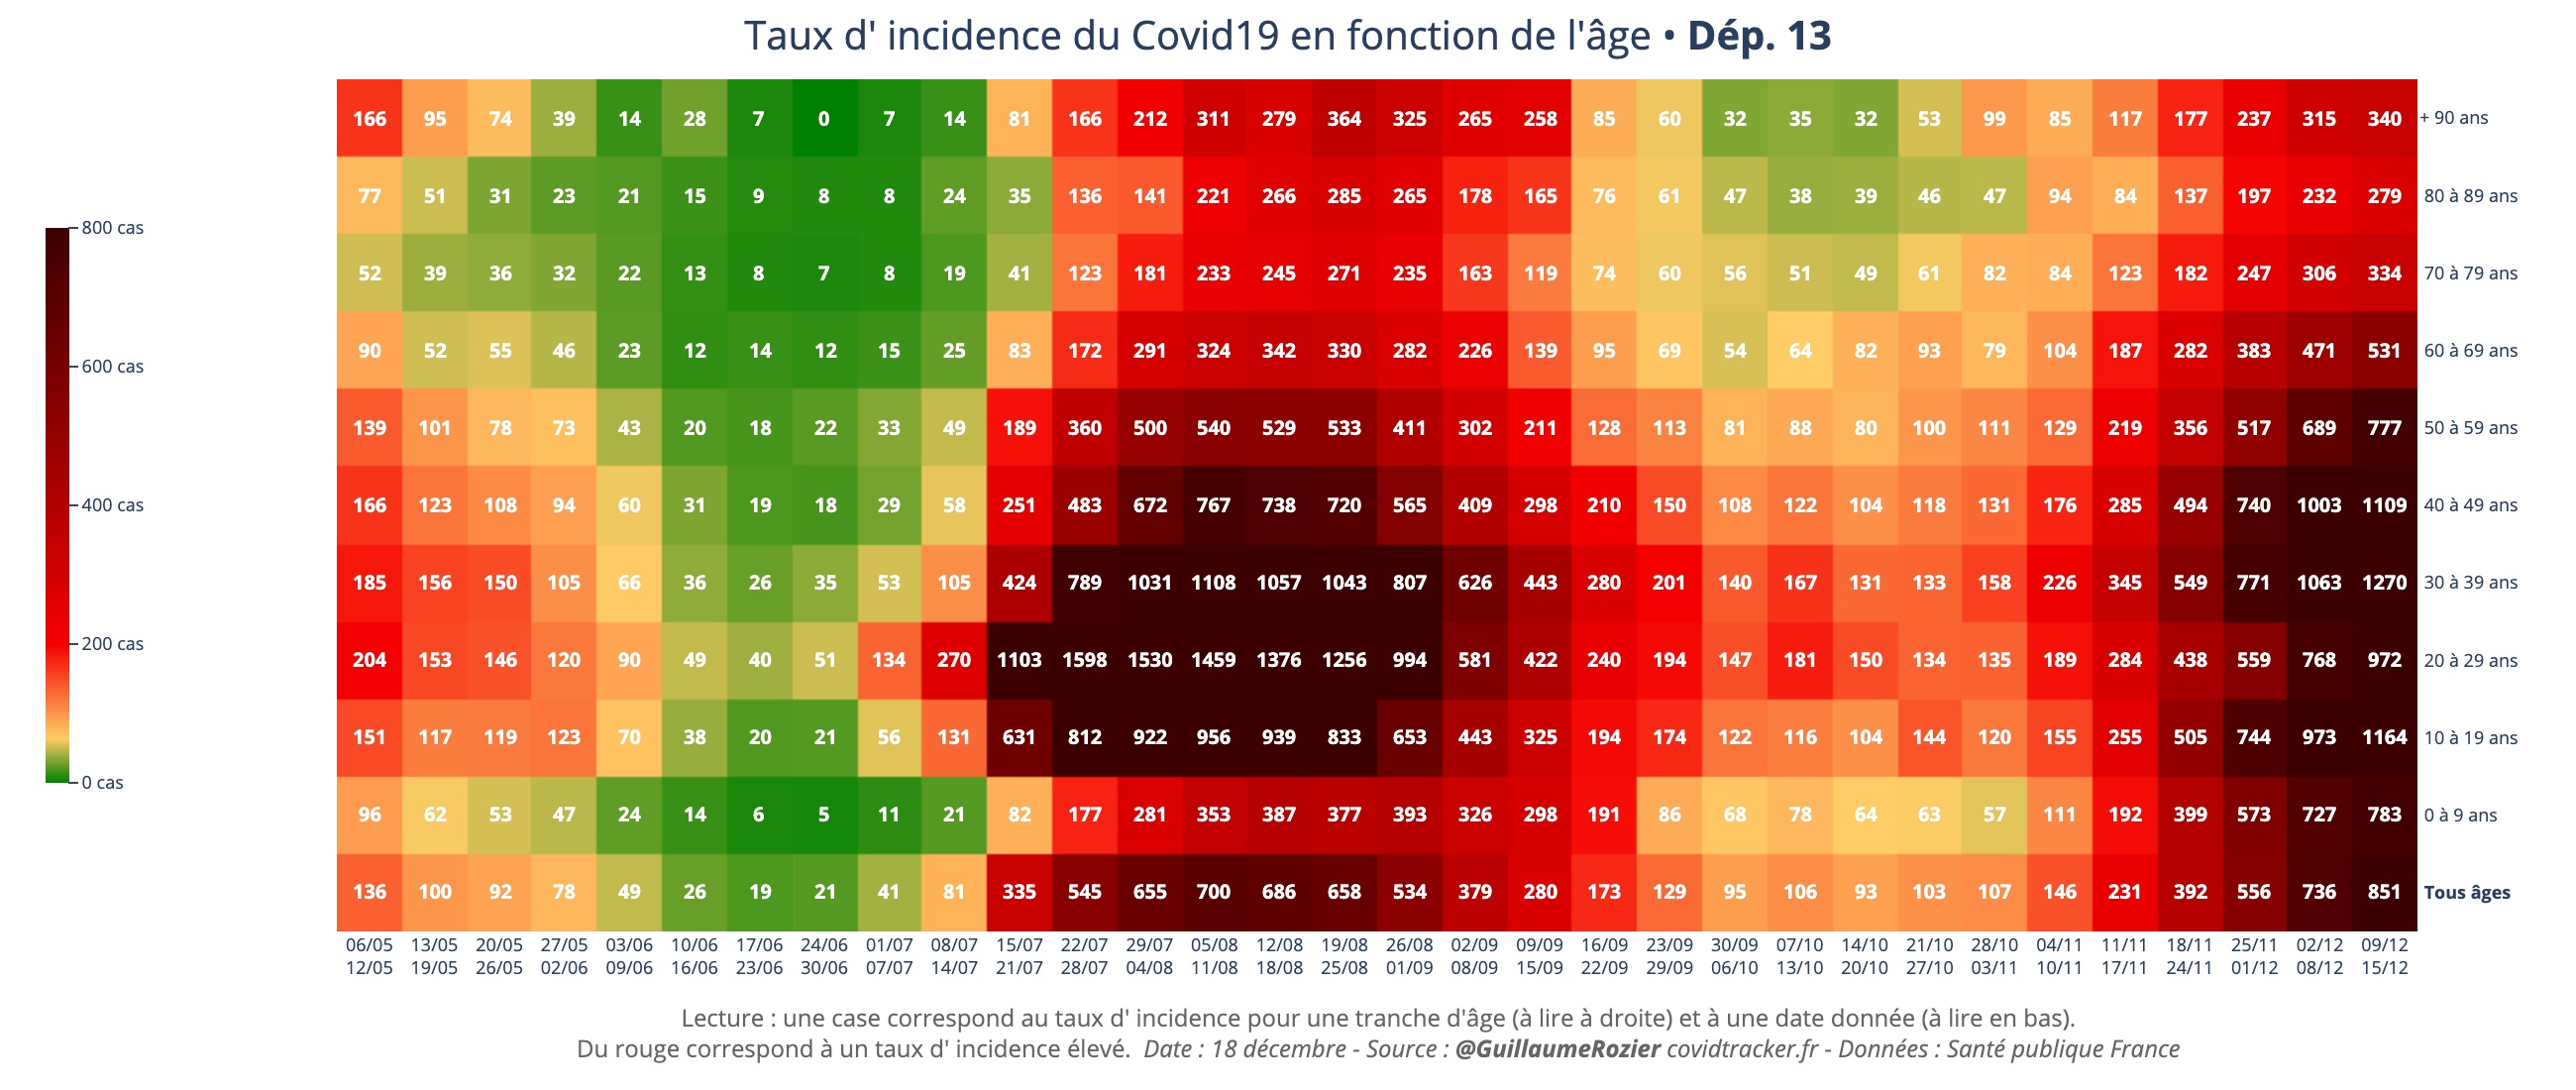 Taux d' incidence du Covid19 en fonction de l'âge • Dép. 13
800 cas
600 cas
400 cas
200 cas
0 cas
166 95 74 39 14 28 7 0 7 14 81 166 212 311 279 364 325 265 258 85 60 32 35 32 53 99 85 117 177 237 315 340 + 90 ans
77 51 31 23 21 15 9 8 8 24 35 136 141 221 266 285 265 178 165 76 61 47 38 39 46 47 94 84 137 197 232 279 80 à 89 ans
52 39 36 32 22 13 8 7 8 19 41 123 181 233 245 271 235 163 119 74 60 56 51 49 61 82 84 123 182 247 306 334 70 à 79 ans
90 52 55 46 23 12 14 12 15 25 83 172 291 324 342 330 282 226 139 95 69 54 64 82 93 79 104 187 282 383 471 531 60 à 69 ans
139 101 78 73 43 20 18 22 33 49 189 360 500 540 529 533 411 302 211 128 113 81 88 80 100 111 129 219 356 517 689 777 50 à 59 ans
166 123 108 94 60 31 19 18 29 58 251 483 672 767 738 720 565 409 298 210 150 108 122 104 118 131 176 285 494 740 1003 1109 40 à 49 ans
185 156 150 105 66 36 26 35 53 105 424 789 1031 1108 1057 1043 807 626 443 280 201 140 167 131 133 158 226 345 549 771 1063 1270 30 à 39 ans
204 153 146 120 90 49 40 51 134 270 1103 1598 1530 1459 1376 1256 994 581 422 240 194 147 181 150 134 135 189 284 438 559 768 972 20 à 29 ans
151 117 119 123 70 38 20 21 56 131 631 812 922 956 939 833 653 443 325 194 174 122 116 104 144 120 155 255 505 744 973 1164 10 à 19 ans
96 62 53 47 24 14 6 5 11 21 82 177 281 353 387 377 393 326 298 191 86 68 78 64 63 57 111 192 399 573 727 783 0 à 9 ans
136 100 92 78 49 26 19 21 41 81 335 545 655 700 686 658 534 379 280 173 129 95 106 93 103 107 146 231 392 556 736 851 Tous âges
06/05 13/05 20/05 27/05 03/06 10/06 17/06 24/06 01/07 08/07 15/07 22/07 29/07 05/08 12/08 19/08 26/08 02/09 09/09 16/09 23/09 30/09 07/10 14/10 21/10 28/10 04/11 11/11 18/11 25/11 02/12 09/12
12/05 19/05 26/05 02/06 09/06 16/06 23/06 30/06 07/07 14/07 21/07 28/07 04/08 11/08 18/08 25/08 01/09 08/09 15/09 22/09 29/09 06/10 13/10 20/10 27/10 03/11 10/11 17/11 24/11 01/12 08/12 15/12
Lecture : une case correspond au taux d' incidence pour une tranche d'âge (à lire à droite) et à une date donnée (à lire en bas).
Du rouge correspond à un taux d' incidence élevé. Date : 18 décembre - Source : @GuillaumeRozier covidtracker.fr - Données : Santé publique France